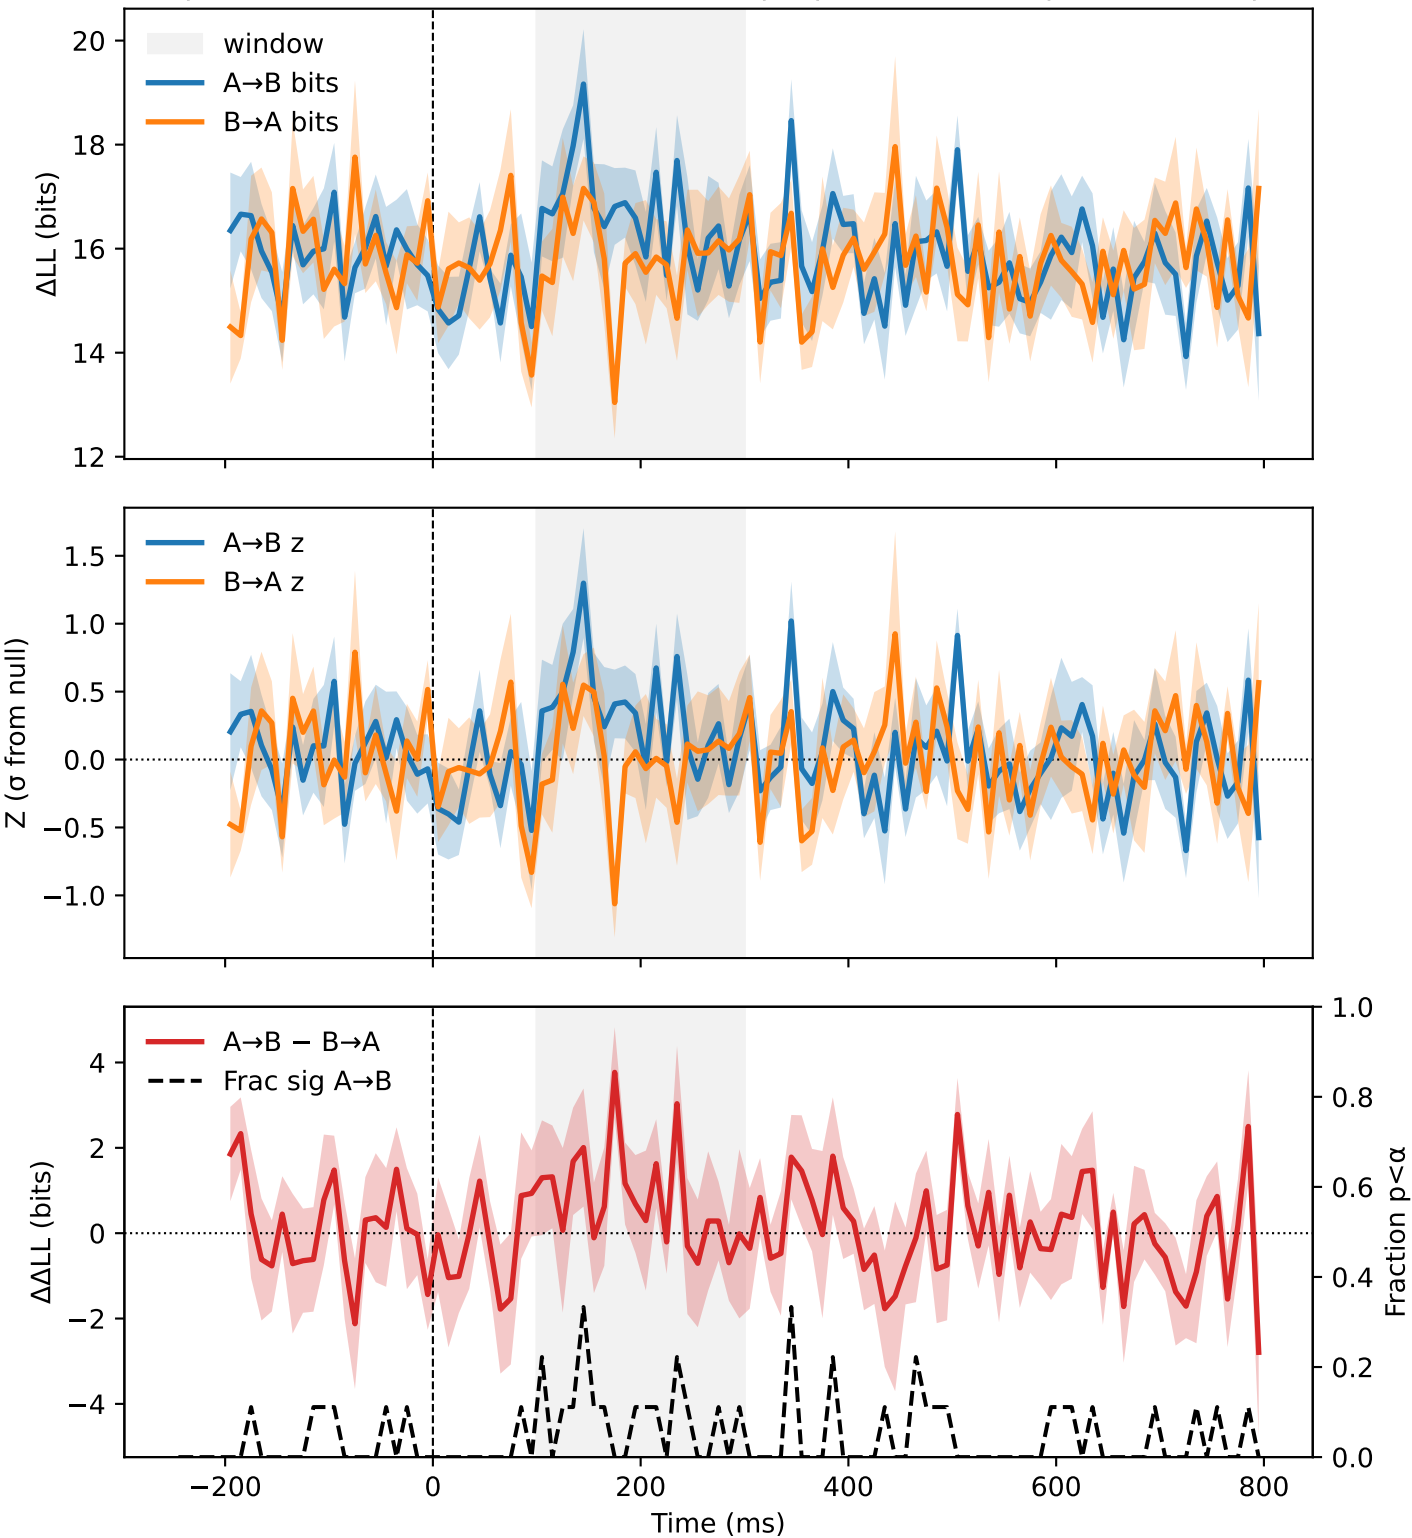 window
A→B bits
B→A bits
ΔLL (bits)
20
18
16
14
12
A→B z
B→A z
Z (σ from null)
1.5
1.0
0.5
0.0
−0.5
−1.0
A→B − B→A
Frac sig A→B
ΔΔLL (bits)
4
2
0
−2
−4
1.0
0.8
0.6
0.4
0.2
0.0
Fraction p<α
−200
0
200
400
600
800
Time (ms)